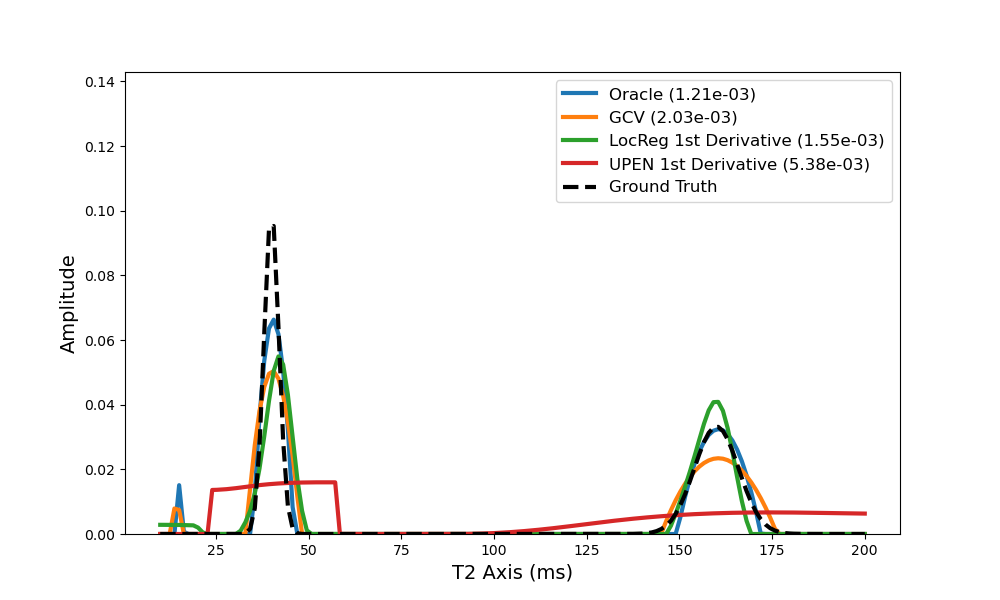 0.14
0.12
0.10
0.08
0.06
0.04
0.02
0.00
Amplitude
Oracle (1.21e-03)
GCV (2.03e-03)
LocReg 1st Derivative (1.55e-03)
UPEN 1st Derivative (5.38e-03)
Ground Truth
25 50 75 100 125 150 175 200
T2 Axis (ms)